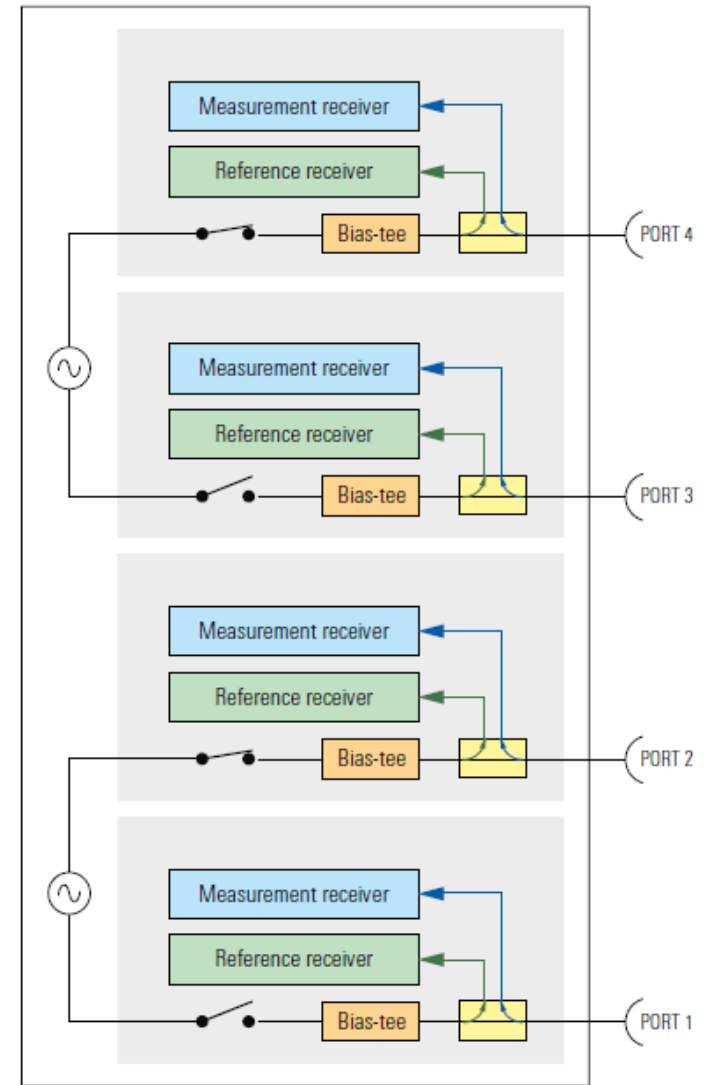 Measurement receiver
Reference receiver
Bias-tee
PORT 4
Measurement receiver
Reference receiver
Bias-tee
PORT 3
Measurement receiver
Reference receiver
Bias-tee
PORT 2
Measurement receiver
Reference receiver
Bias-tee
PORT 1